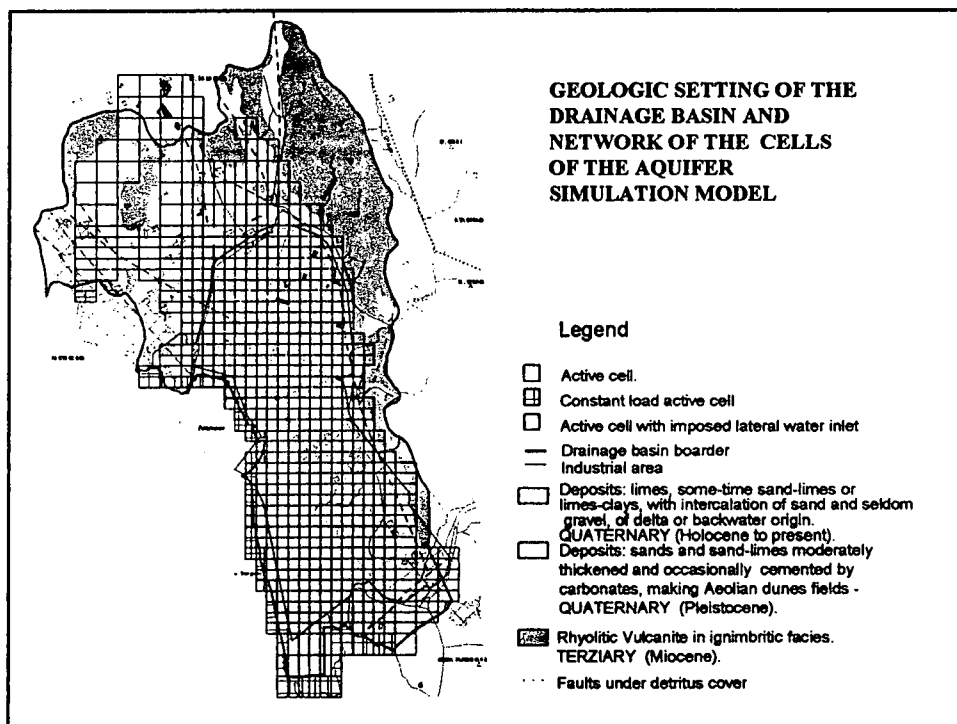 GEOLOGIC SETTING OF THE
DRAINAGE BASIN AND
NETWORK OF THE CELLS
OF THE AQUIFER
SIMULATION MODEL
Legend
Active cell.
Constant load active cell
Active cell with imposed lateral water inlet
Drainage basin boarder
Industrial area
Deposits: limes, some-time sand-limes or
limes-clays, with intercalation of sand and seldom
gravel, of delta or backwater origin.
QUATERNARY (Holocene to present).
Deposits: sands and sand-limes moderately
thickened and occasionally cemented by
carbonates, making Aeolian dunes fields -
QUATERNARY (Pleistocene).
Rhyolitic Vulcanite in ignimbritic facies.
TERZIARY (Miocene).
Faults under detritus cover